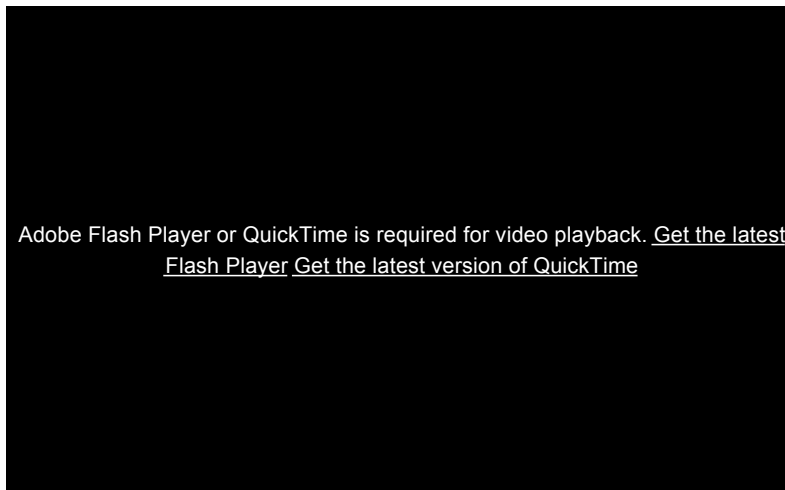 Adobe Flash Player or QuickTime is required for video playback. Get the latest
Flash Player Get the latest version of QuickTime